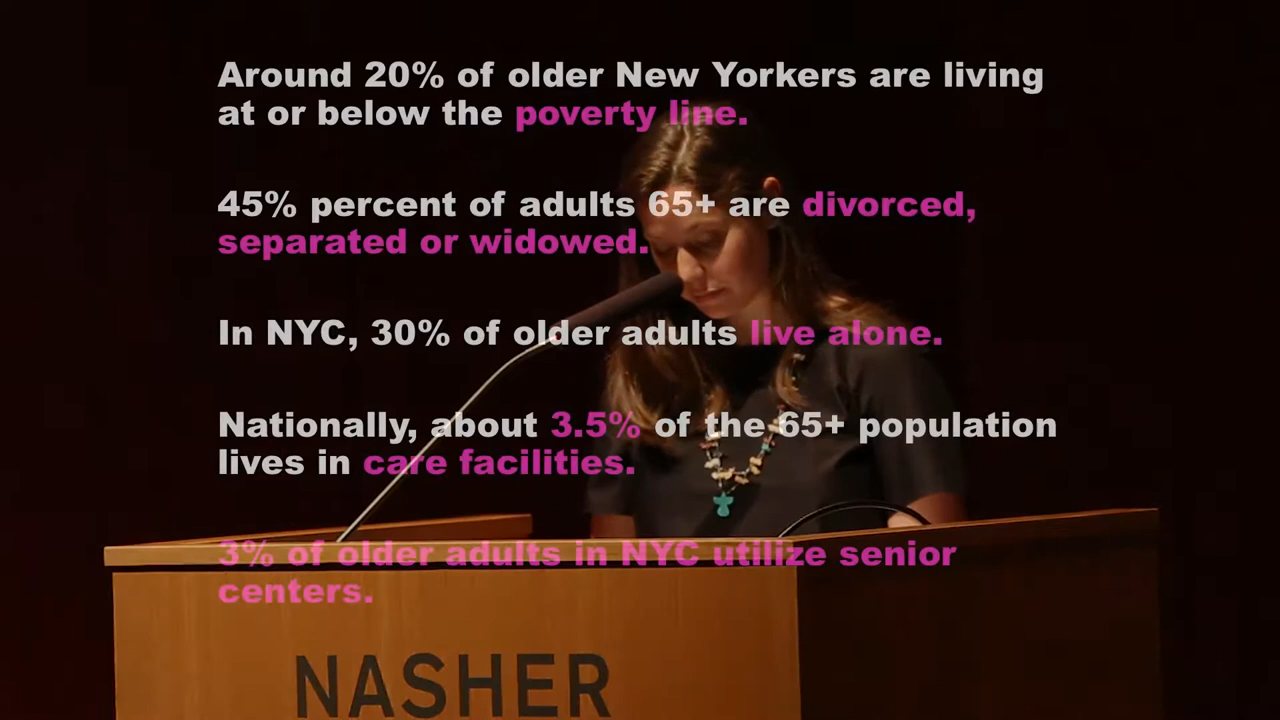 Around 20% of older New Yorkers are living
at or below the poverty line.
45% percent of adults 65+ are divorced,
separated or widowed.
In NYC, 30% of older adults live alone.
Nationally, about 3.5% of the 65+ population
lives in care facilities.
3% of older adults in NYC utilize senior
centers.
NASHER